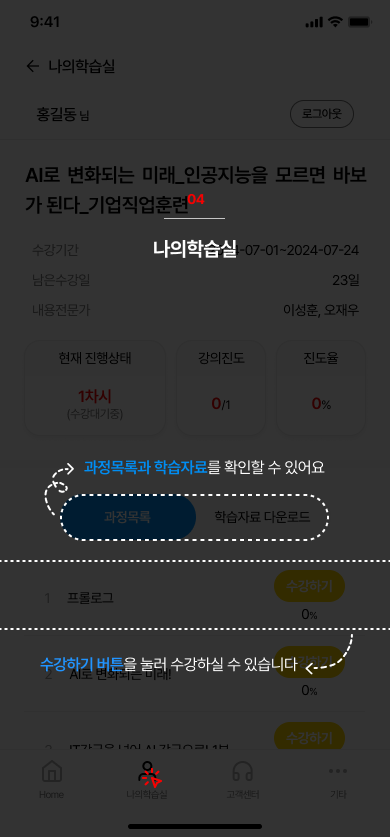 9:41
나의학습실
홍길동 님
로그아웃
AI로 변화되는 미래_인공지능을 모르면 바보
가 된다_기업직업훈련
04
나의학습실
수강기간
-07-01~2024-07-24
남은수강일
23일
내용전문가
이성훈, 오재우
현재 진행상태
강의진도
진도율
1차시
(수강대기중)
0/1
0%
과정목록과 학습자료를 확인할 수 있어요
과정목록
학습자료 다운로드
1
프롤로그
수강하기
0%
수강하기 버튼을 눌러 수강하실 수 있습니다
2
AI로 변화되는 미래!
0%
수강하기
Home
나의학습실
고객센터
기타